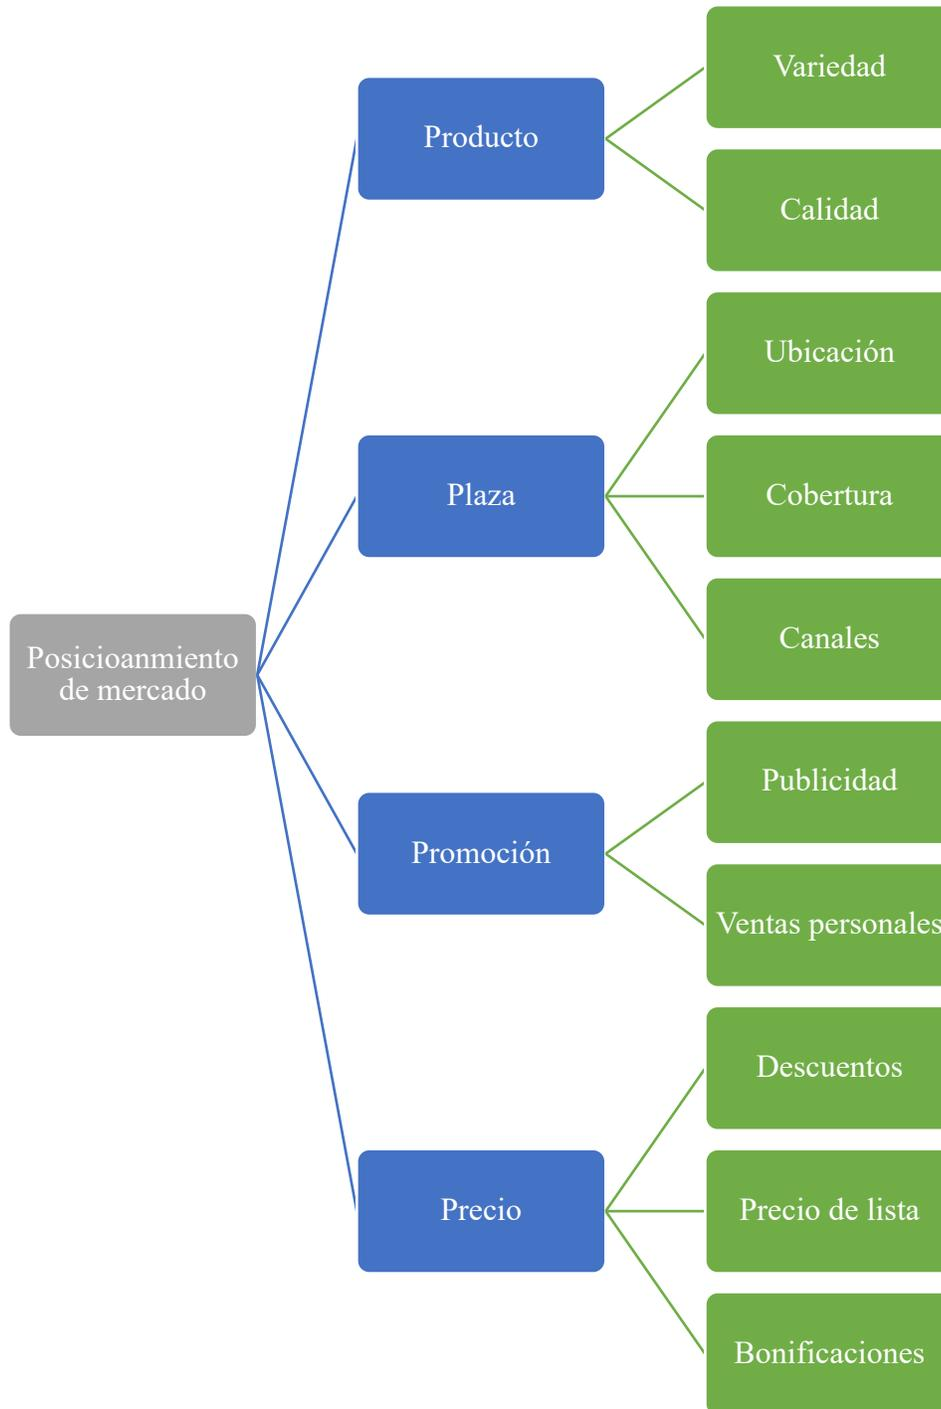 Posicioanmiento
de mercado
Producto
Variedad
Calidad
Plaza
Ubicación
Cobertura
Canales
Promoción
Publicidad
Ventas personales
Precio
Descuentos
Precio de lista
Bonificaciones